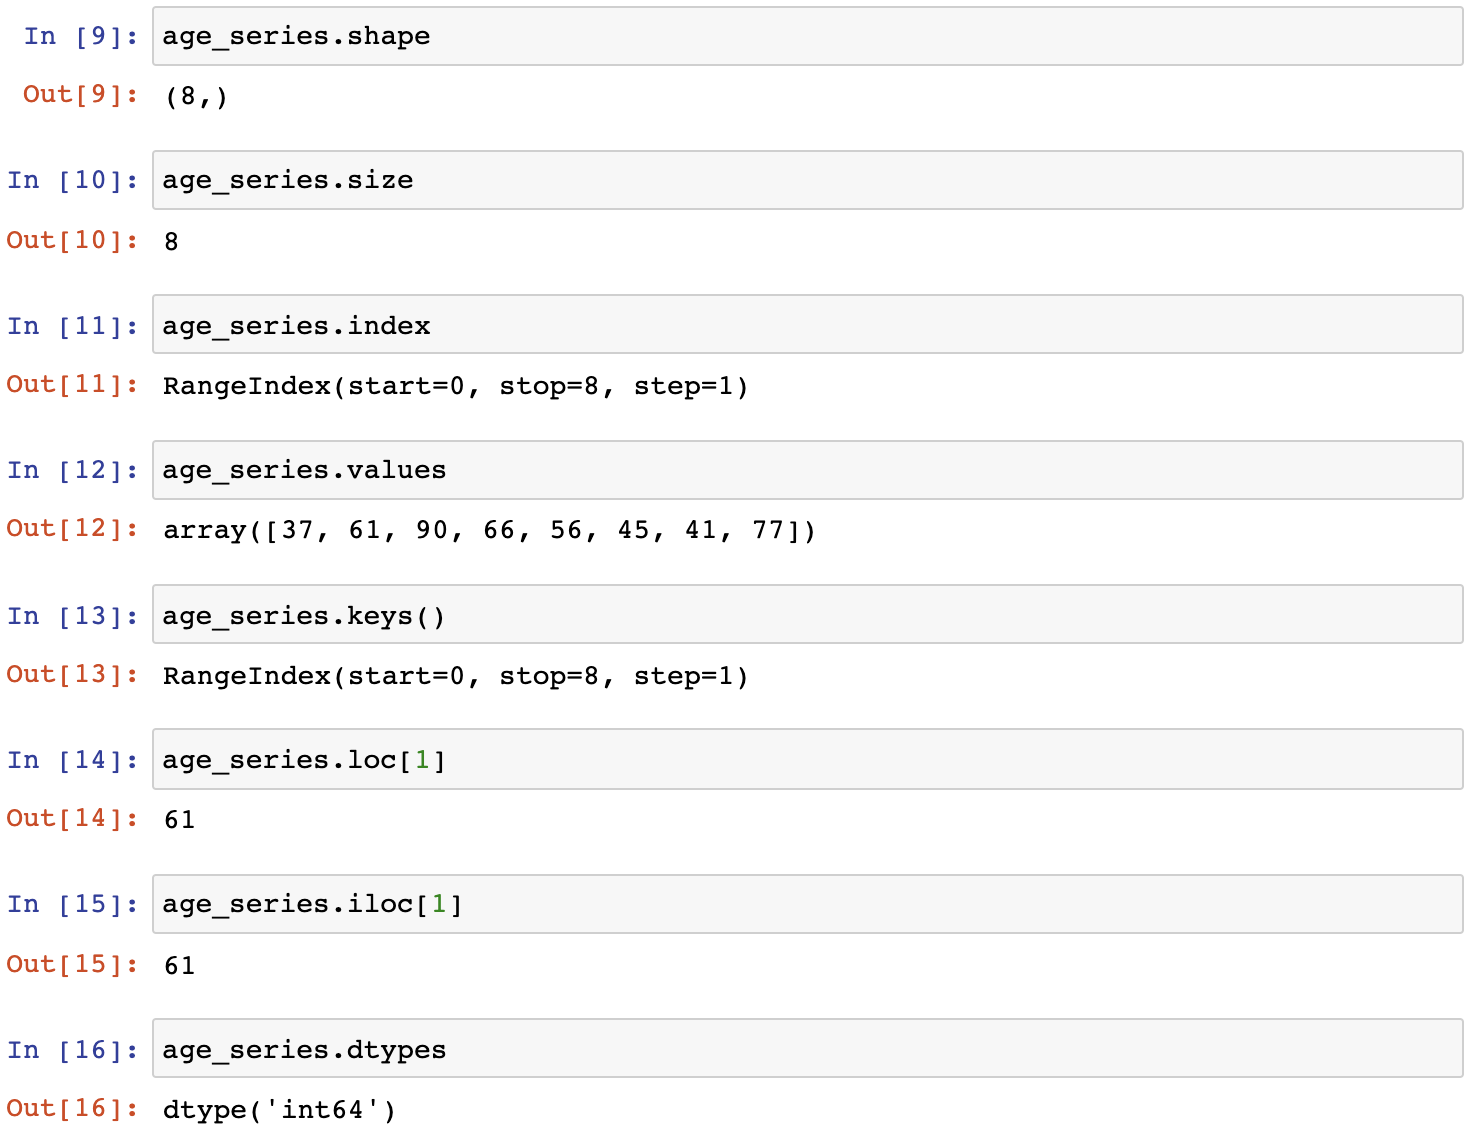 In [9]: age_series.shape
Out[9]: (8,)
In [10]: age_series.size
Out[10]: 8
In [11]: age_series.index
Out[11]: RangeIndex(start=0, stop=8, step=1)
In [12]: age_series.values
Out[12]: array([37, 61, 90, 66, 56, 45, 41, 77])
In [13]: age_series.keys()
Out[13]: RangeIndex(start=0, stop=8, step=1)
In [14]: age_series.loc[1]
Out[14]: 61
In [15]: age_series.iloc[1]
Out[15]: 61
In [16]: age_series.dtypes
Out[16]: dtype('int64')